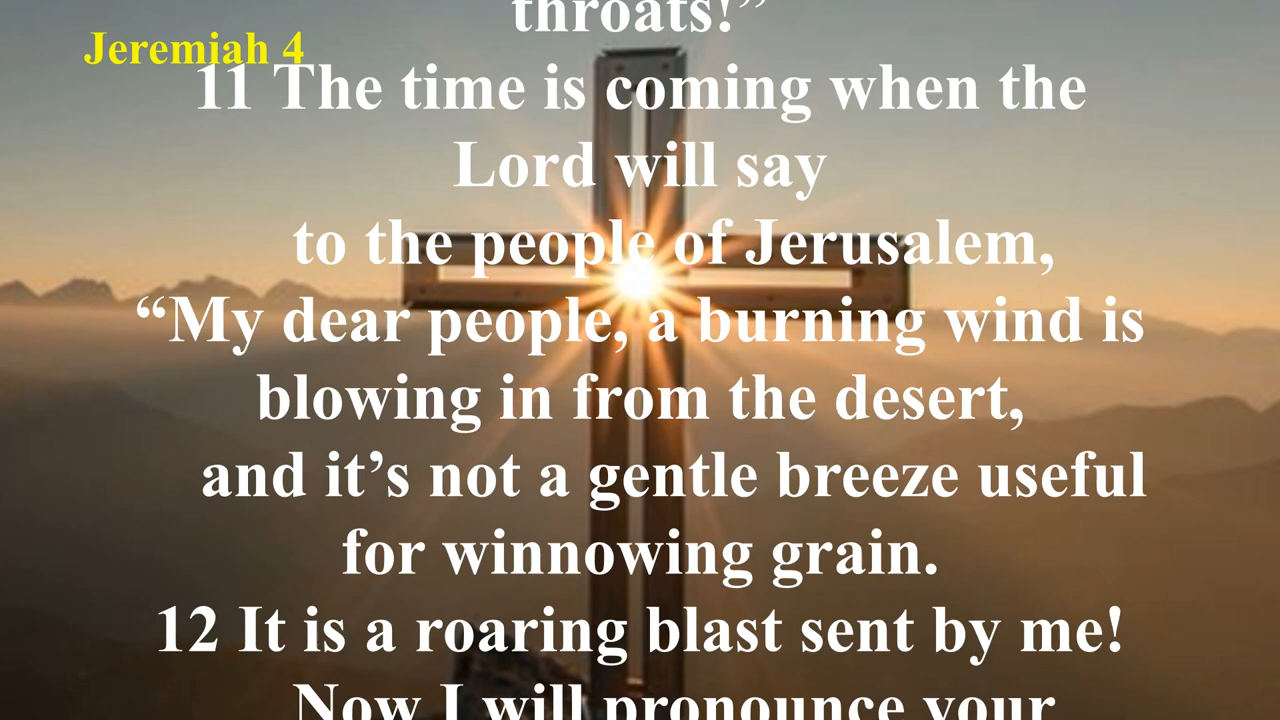 throats!”
Jeremiah 4
11 The time is coming when the
Lord will say
to the people of Jerusalem,
“My dear people, a burning wind is
blowing in from the desert,
and it’s not a gentle breeze useful
for winnowing grain.
12 It is a roaring blast sent by me!
Now I will pronounce your